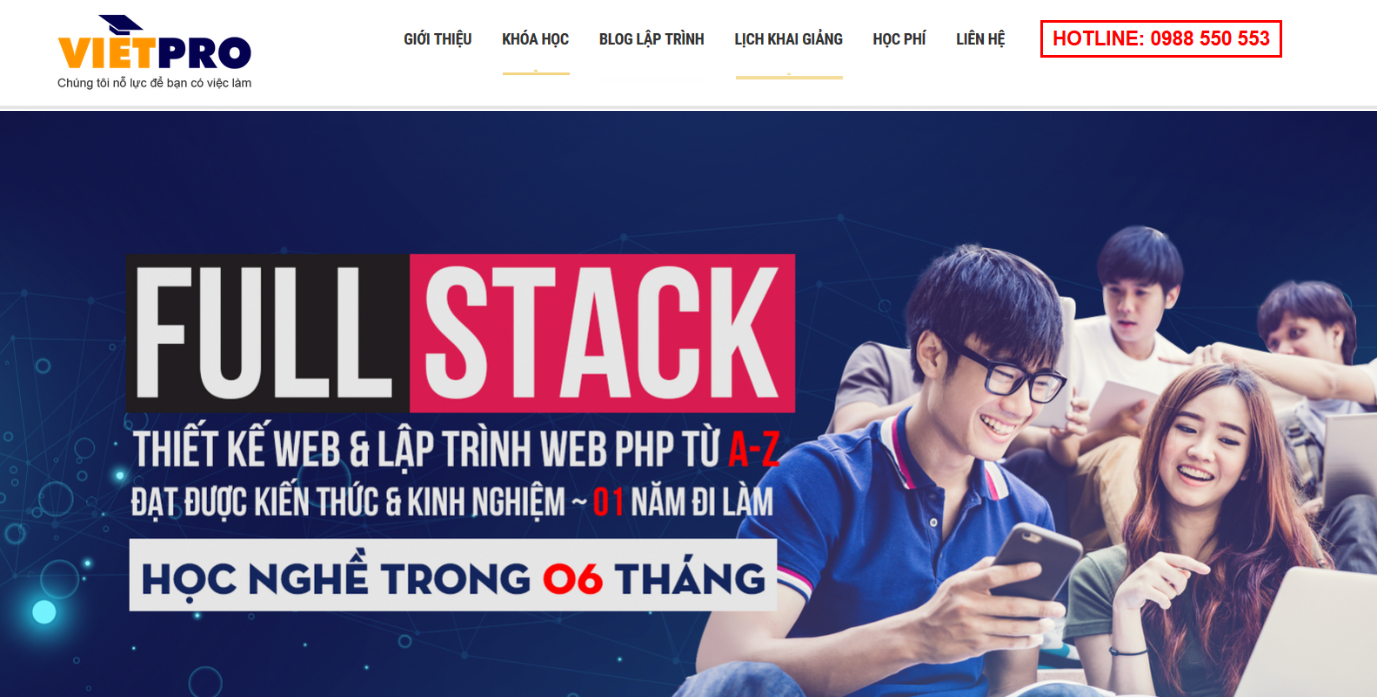 VIETPRO
Chúng tôi nỗ lực để bạn có việc làm
GIỚI THIỆU KHÓA HỌC BLOG LẬP TRÌNH LỊCH KHAI GIẢNG HỌC PHÍ LIÊN HỆ
HOTLINE: 0988 550 553
FULL STACK
THIẾT KẾ WEB & LẬP TRÌNH WEB PHP TỪ A-Z
ĐẠT ĐƯỢC KIẾN THỨC & KINH NGHIỆM ~ 01 NĂM ĐI LÀM
HỌC NGHỀ TRONG 06 THÁNG